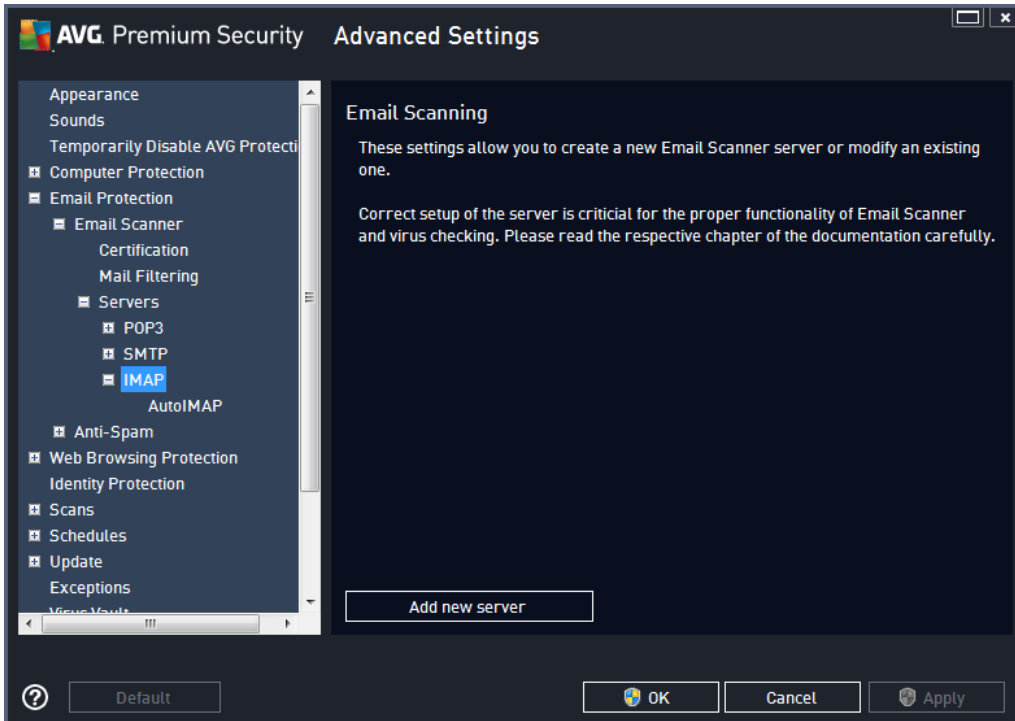 AVG. Premium Security Advanced Settings
Appearance
Sounds
Temporarily Disable AVG Protecti
Computer Protection
Email Protection
Email Scanner
Certification
Mail Filtering
Servers
POP3
SMTP
IMAP
AutoIMAP
Anti-Spam
Web Browsing Protection
Identity Protection
Scans
Schedules
Update
Exceptions
Virus Vault
Email Scanning
These settings allow you to create a new Email Scanner server or modify an existing
one.
Correct setup of the server is criticial for the proper functionality of Email Scanner
and virus checking. Please read the respective chapter of the documentation carefully.
Add new server
Default
OK
Cancel
Apply